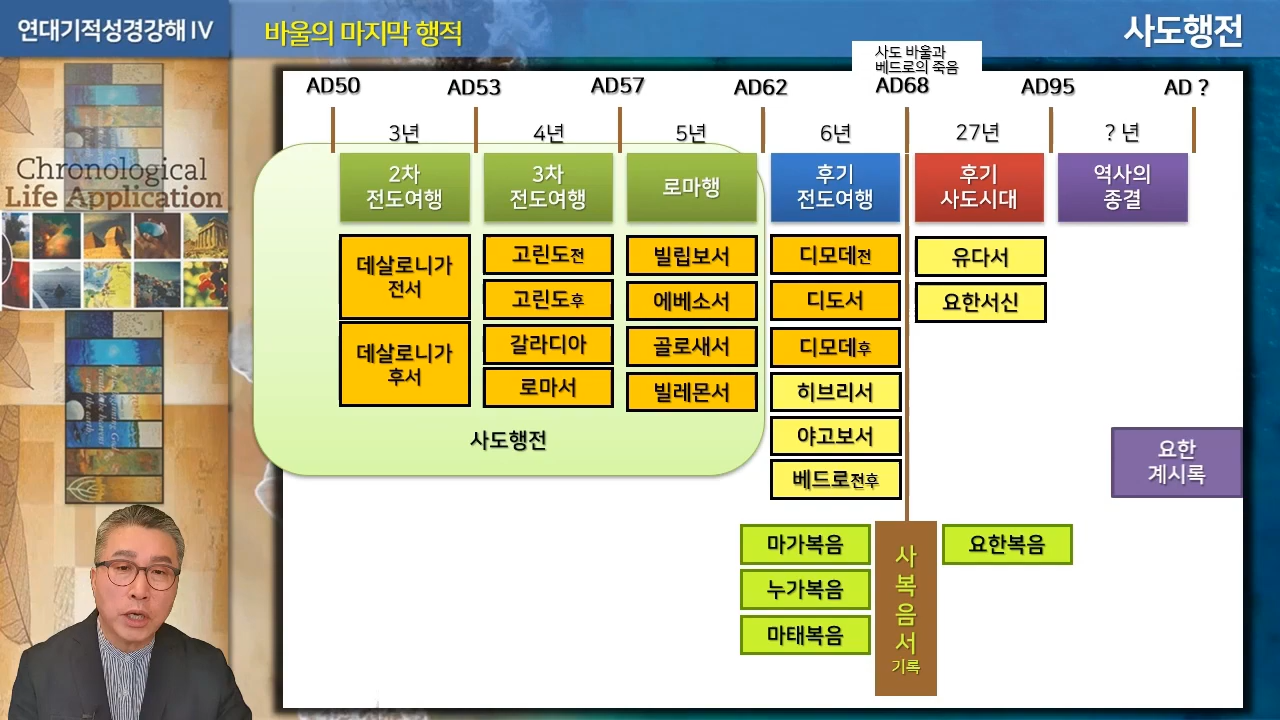 연대기적성경강해 IV
바울의 마지막 행적
사도행전
사도 바울과
베드로의 죽음
AD50
AD53
AD57
AD62
AD68
AD95
AD ?
3년
4년
5년
6년
27년
? 년
2차
전도여행
3차
전도여행
로마행
후기
전도여행
후기
사도시대
역사의
종결
데살로니가
전서
데살로니가
후서
고린도전
고린도후
갈라디아
로마서
빌립보서
에베소서
골로새서
빌레몬서
디모데전
디도서
디모데후
히브리서
야고보서
베드로전후
유다서
요한서신
사도행전
요한
계시록
마가복음
누가복음
마태복음
사
복
음
서
기록
요한복음
Chronological
Life Application